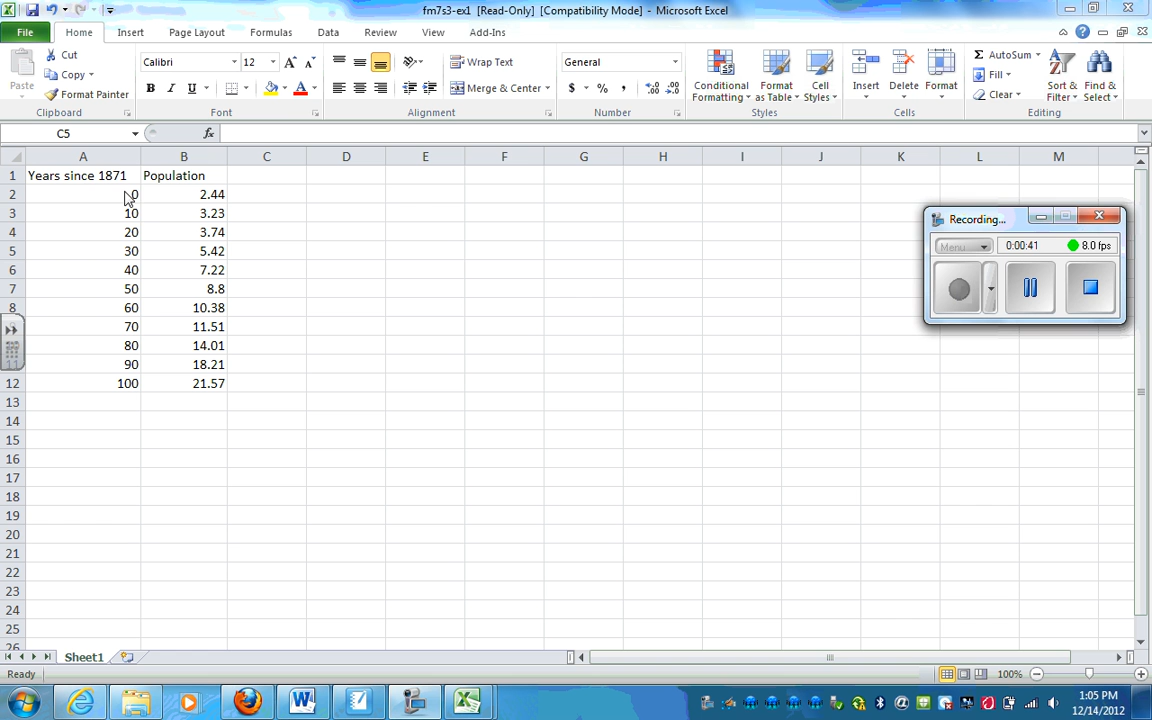 fm7s3-ex1 [Read-Only] [Compatibility Mode] - Microsoft Excel
File Home Insert Page Layout Formulas Data Review View Add-Ins
Paste
Cut
Copy
Format Painter
Clipboard
Calibri 12
B I U
Font
Wrap Text
Merge & Center
Alignment
General
$ % ,
Number
Conditional Formatting
Format as Table
Cell Styles
Styles
Insert Delete Format
Cells
Σ AutoSum
Fill
Clear
Sort & Filter
Find & Select
Editing
C5 fx
A B C D E F G H I J K L M
1 Years since 1871 Population
2 0 2.44
3 10 3.23
4 20 3.74
5 30 5.42
6 40 7.22
7 50 8.8
8 60 10.38
70 11.51
80 14.01
11 90 18.21
12 100 21.57
13
14
15
16
17
18
19
20
21
22
23
24
25
26
Recording...
Menu 0:00:41 8.0 fps
Sheet1
Ready 100%
1:05 PM
12/14/2012